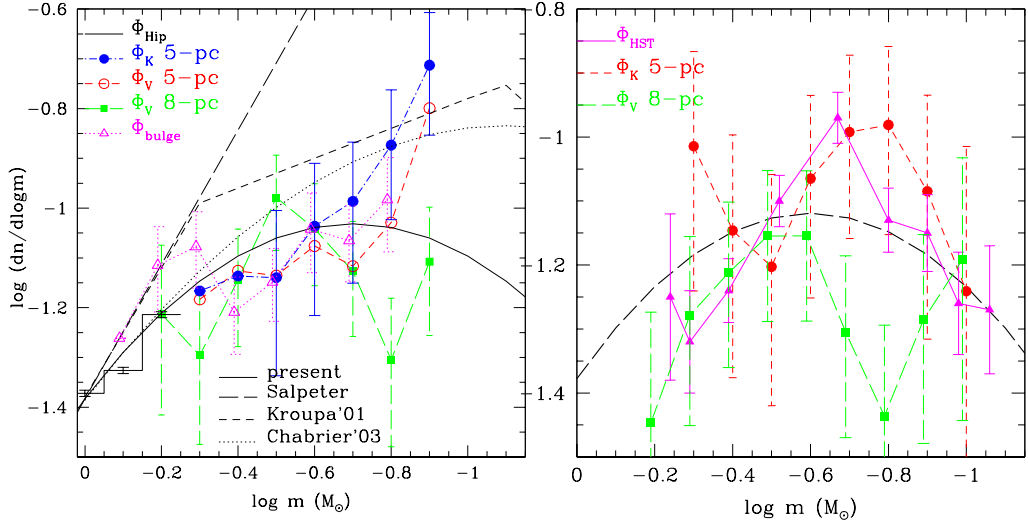 −0.6
−0.8
−1
−1.2
−1.4
log (dn/dlogm)
Φ_Hip
Φ_K 5-pc
Φ_V 5-pc
Φ_V 8-pc
Φ_bulge
present
Salpeter
Kroupa'01
Chabrier'03
0 −0.2 −0.4 −0.6 −0.8 −1
log m (M_⊙)
−0.8
−1
−1.2
−1.4
Φ_HST
Φ_K 5-pc
Φ_V 8-pc
−0.2 −0.4 −0.6 −0.8 −1
log m (M_⊙)